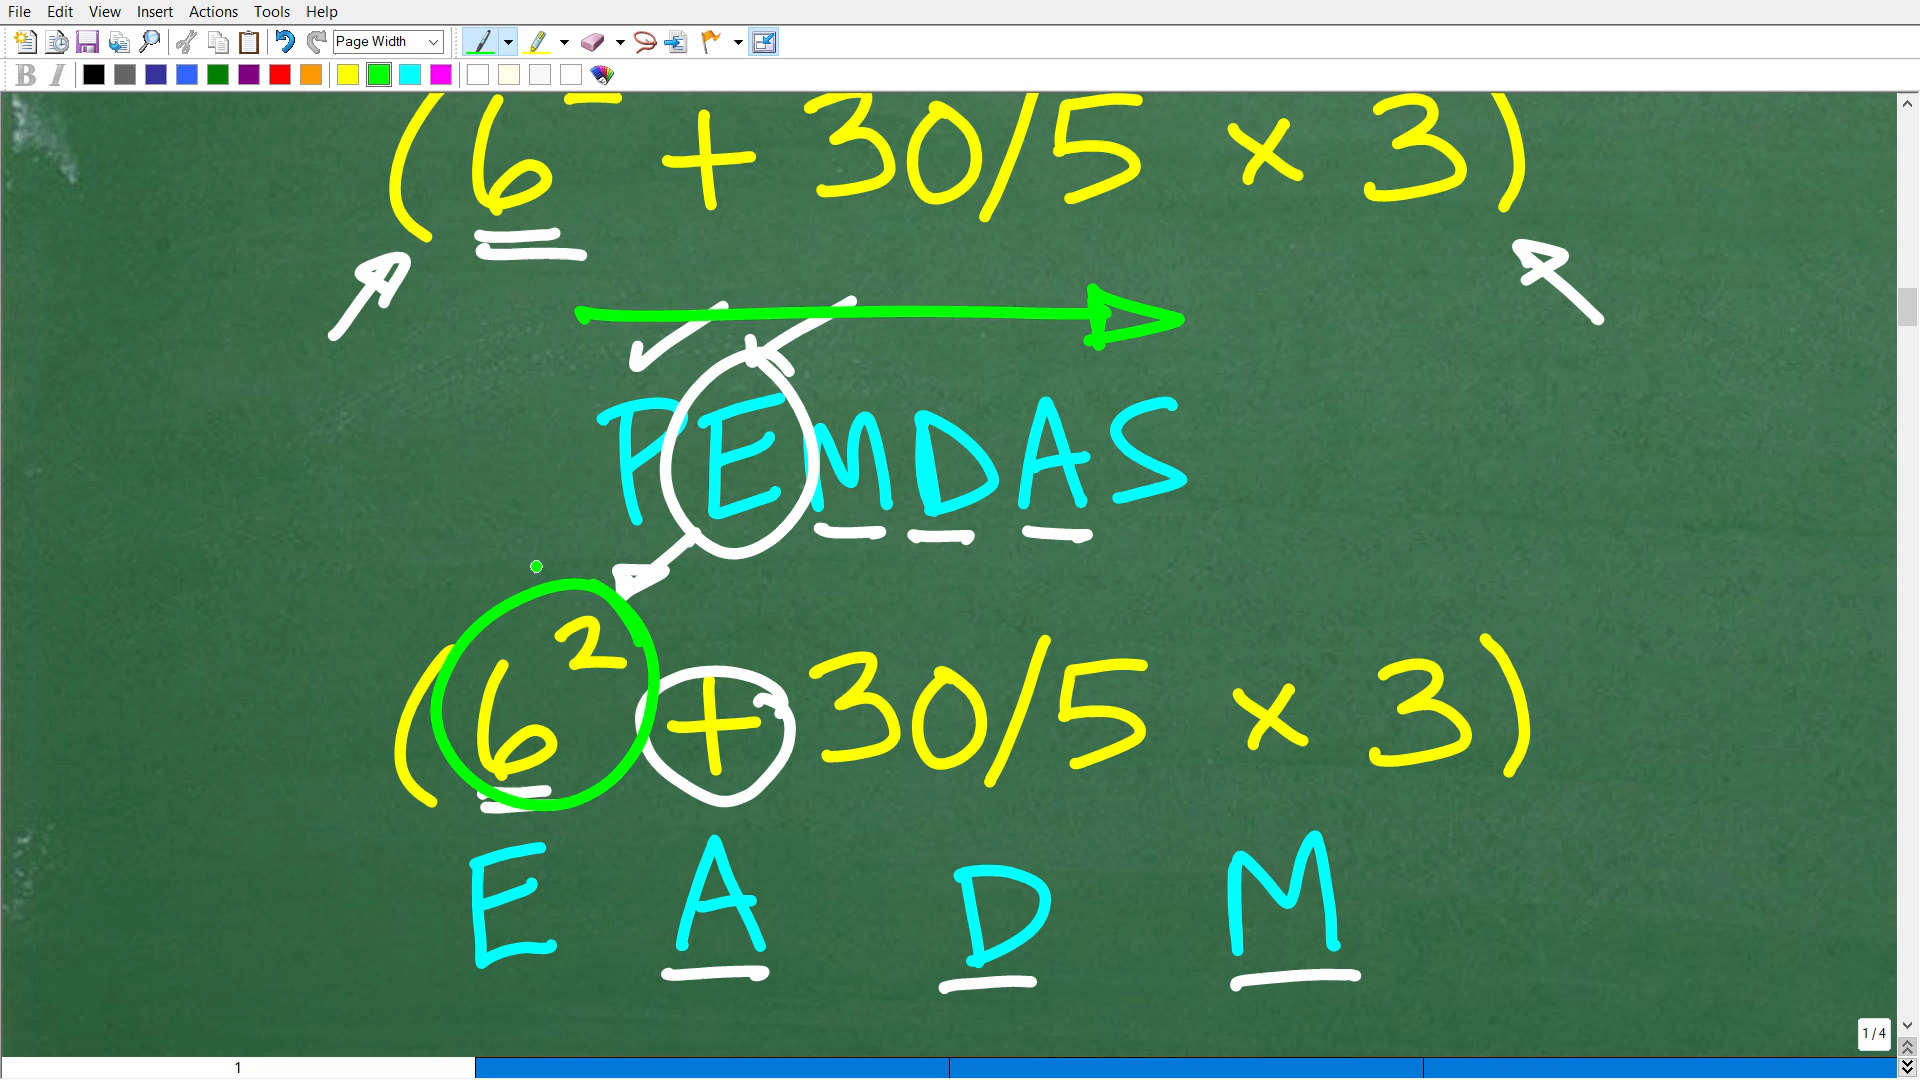 File Edit View Insert Actions Tools Help
Page Width
B I
(6 + 30/5 × 3)
PEMDAS
(6² + 30/5 × 3)
E A D M
1 / 4
1